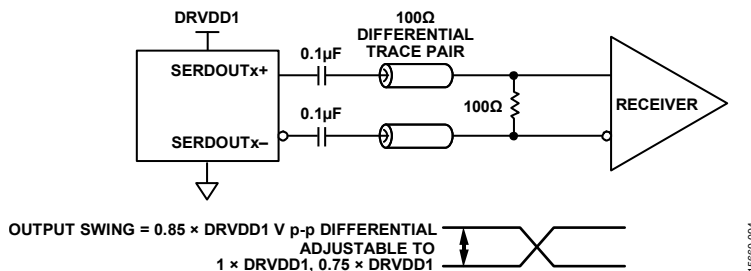 DRVDD1
100Ω
DIFFERENTIAL
TRACE PAIR
0.1µF
SERDOUTx+
0.1µF
100Ω
RECEIVER
SERDOUTx–
OUTPUT SWING = 0.85 × DRVDD1 V p-p DIFFERENTIAL
ADJUSTABLE TO
1 × DRVDD1, 0.75 × DRVDD1